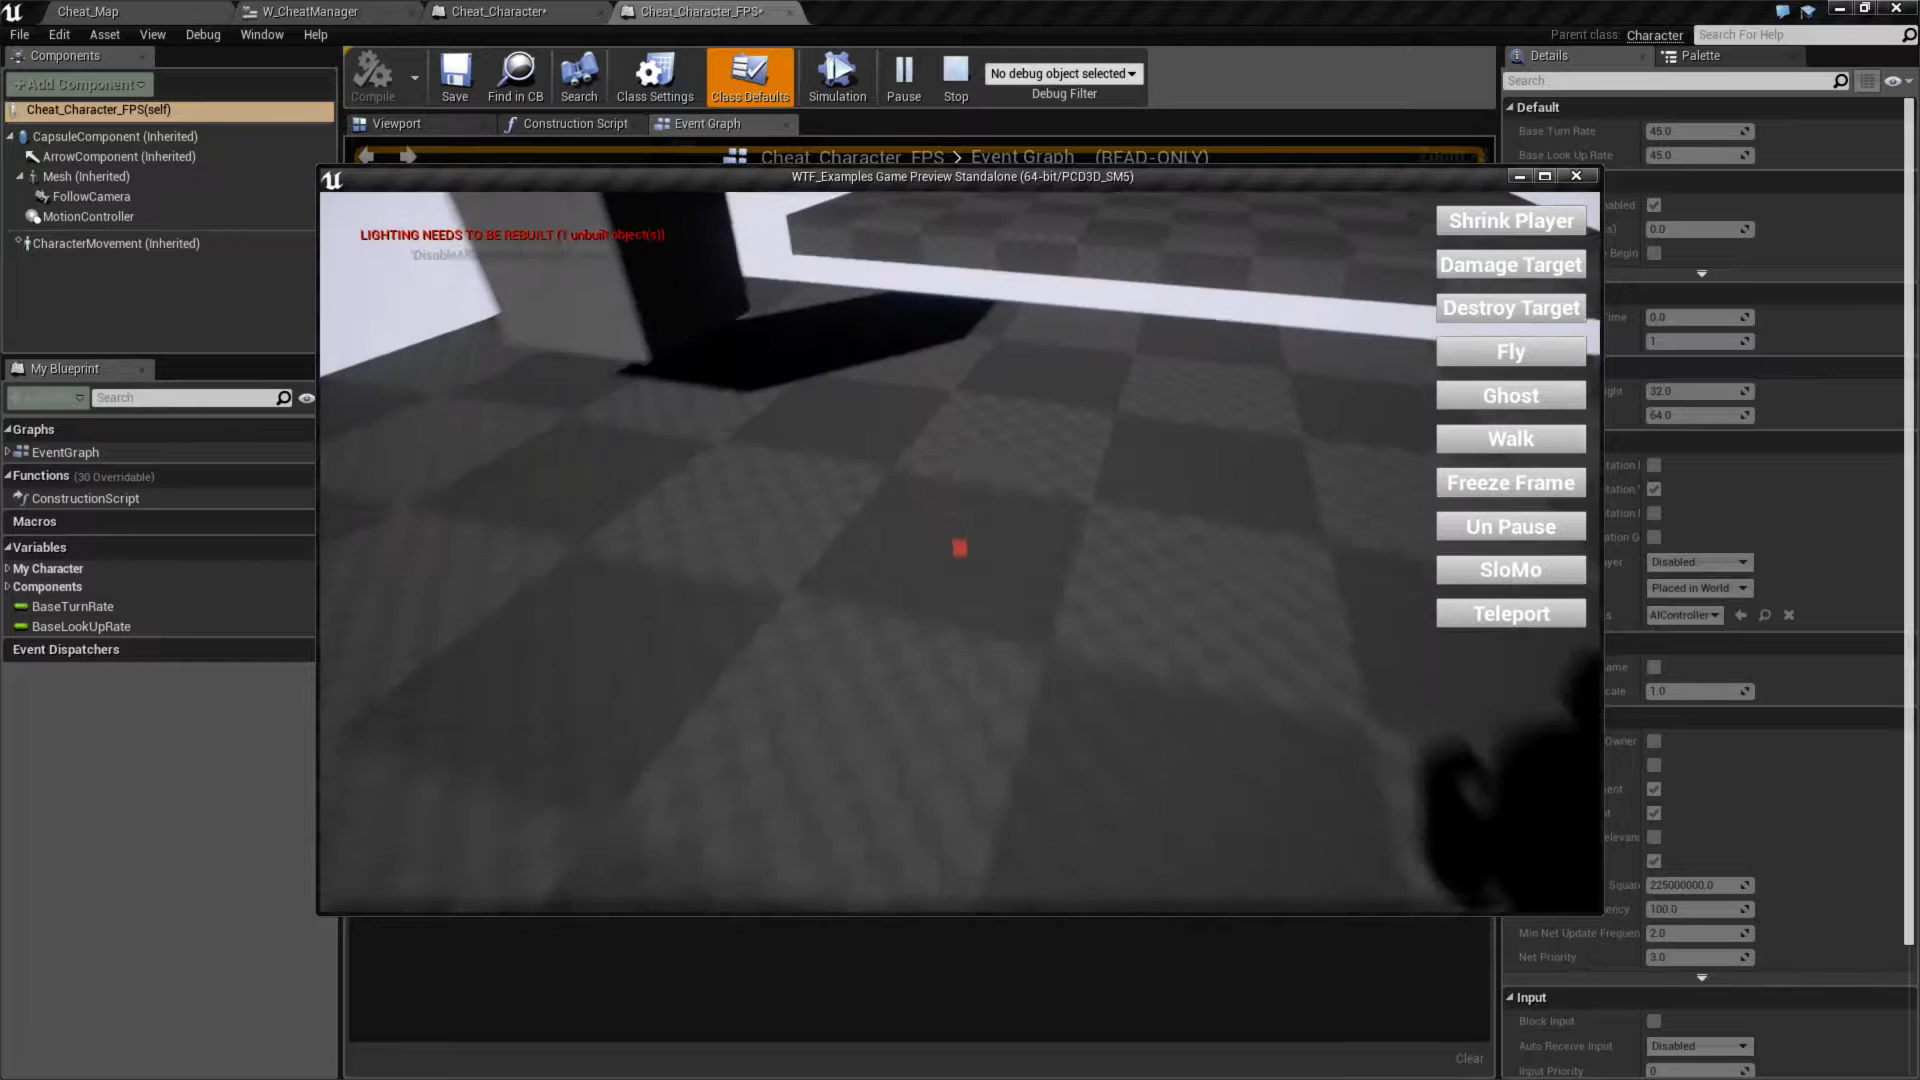 Cheat_Map
W_CheatManager
Cheat_Character*
Cheat_Character_FPS*
File Edit Asset View Debug Window Help
Parent class: Character
Search For Help
Components
+Add Component
Cheat_Character_FPS(self)
CapsuleComponent (Inherited)
ArrowComponent (Inherited)
Mesh (Inherited)
FollowCamera
MotionController
CharacterMovement (Inherited)
My Blueprint
Search
Graphs
EventGraph
Functions (30 Overridable)
ConstructionScript
Macros
Variables
My Character
Components
BaseTurnRate
BaseLookUpRate
Event Dispatchers
Compile
Save
Find in CB
Search
Class Settings
Class Defaults
Simulation
Pause
Stop
No debug object selected
Debug Filter
Viewport
Construction Script
Event Graph
Cheat_Character_FPS > Event Graph (READ-ONLY)
WTF_Examples Game Preview Standalone (64-bit/PCD3D_SM5)
LIGHTING NEEDS TO BE REBUILT (1 unbuilt object(s))
Shrink Player
Damage Target
Destroy Target
Fly
Ghost
Walk
Freeze Frame
Un Pause
SloMo
Teleport
Clear
Details
Palette
Search
Default
Base Turn Rate 45.0
Base Look Up Rate 45.0
0.0
Begin
0.0
1
32.0
64.0
Disabled
Placed in World
AIController
1.0
Owner
225000000.0
100.0
Min Net Update Frequen 2.0
Net Priority 3.0
Input
Block Input
Auto Receive Input Disabled
Input Priority 0